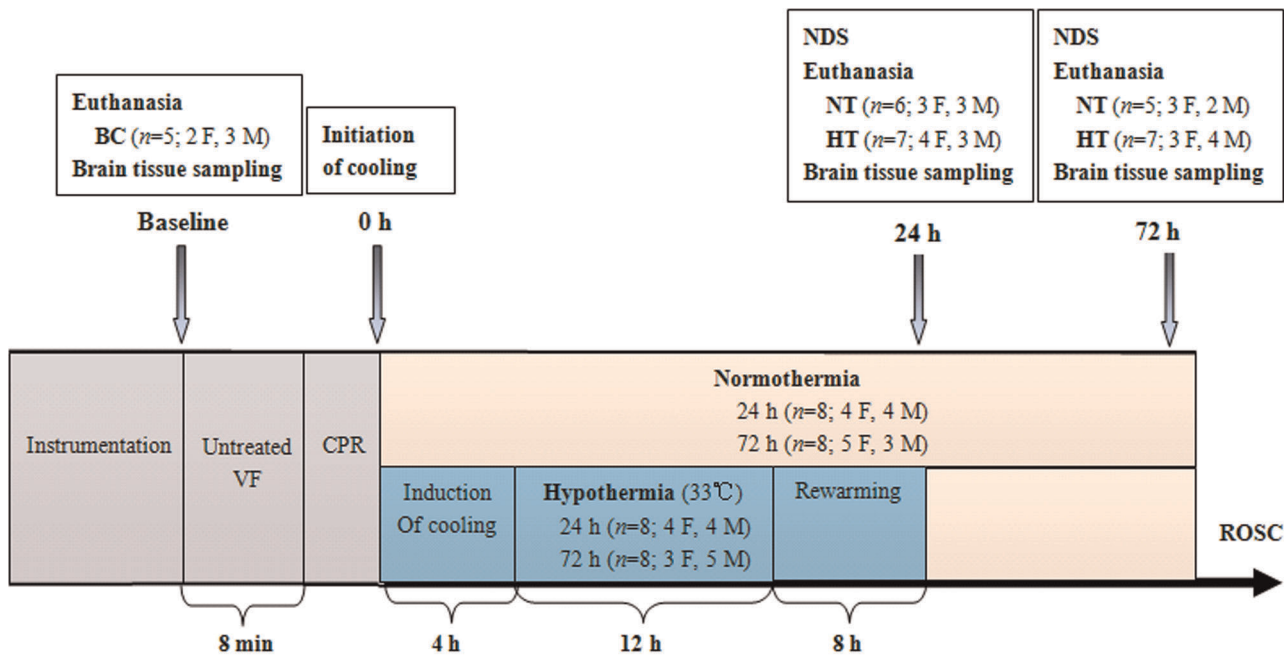 Euthanasia
BC (n=5; 2 F, 3 M)
Brain tissue sampling
Baseline
Initiation
of cooling
0 h
NDS
Euthanasia
NT (n=6; 3 F, 3 M)
HT (n=7; 4 F, 3 M)
Brain tissue sampling
24 h
NDS
Euthanasia
NT (n=5; 3 F, 2 M)
HT (n=7; 3 F, 4 M)
Brain tissue sampling
72 h
Instrumentation
Untreated
VF
CPR
Normothermia
24 h (n=8; 4 F, 4 M)
72 h (n=8; 5 F, 3 M)
Induction
Of cooling
Hypothermia (33℃)
24 h (n=8; 4 F, 4 M)
72 h (n=8; 3 F, 5 M)
Rewarming
ROSC
8 min
4 h
12 h
8 h